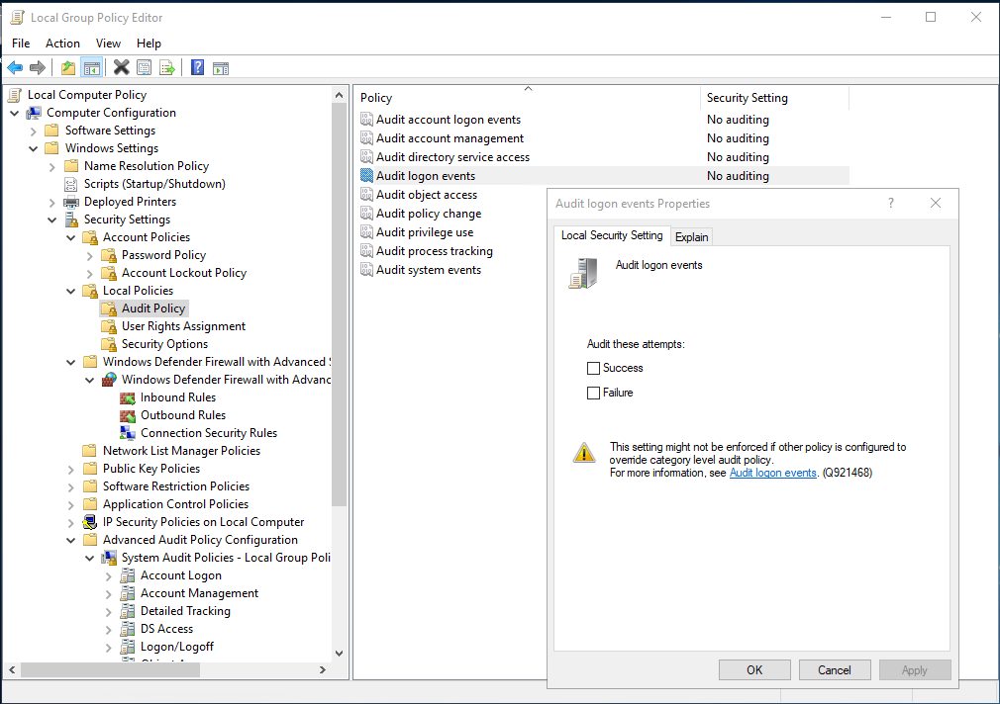 Local Group Policy Editor
File Action View Help
Local Computer Policy
Computer Configuration
Software Settings
Windows Settings
Name Resolution Policy
Scripts (Startup/Shutdown)
Deployed Printers
Security Settings
Account Policies
Password Policy
Account Lockout Policy
Local Policies
Audit Policy
User Rights Assignment
Security Options
Windows Defender Firewall with Advanced
Windows Defender Firewall with Advanc
Inbound Rules
Outbound Rules
Connection Security Rules
Network List Manager Policies
Public Key Policies
Software Restriction Policies
Application Control Policies
IP Security Policies on Local Computer
Advanced Audit Policy Configuration
System Audit Policies - Local Group Poli
Account Logon
Account Management
Detailed Tracking
DS Access
Logon/Logoff
Policy Security Setting
Audit account logon events No auditing
Audit account management No auditing
Audit directory service access No auditing
Audit logon events No auditing
Audit object access
Audit policy change
Audit privilege use
Audit process tracking
Audit system events
Audit logon events Properties
?
Local Security Setting Explain
Audit logon events
Audit these attempts:
Success
Failure
This setting might not be enforced if other policy is configured to
override category level audit policy.
For more information, see Audit logon events. (Q921468)
OK Cancel Apply